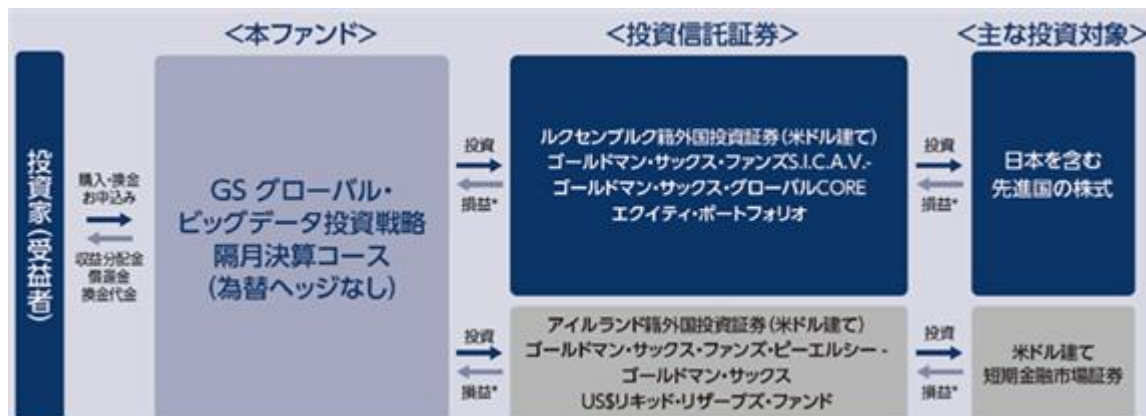 <本ファンド>
<投資信託証券>
<主な投資対象>
投資家(受益者)
購入・換金
お申込み
収益分配金
償還金
換金代金
GS グローバル・
ビッグデータ投資戦略
隔月決算コース
(為替ヘッジなし)
投資
損益*
ルクセンブルク籍外国投資証券(米ドル建て)
ゴールドマン・サックス・ファンズS.I.C.A.V.-
ゴールドマン・サックス・グローバルCORE
エクイティ・ポートフォリオ
投資
損益*
日本を含む
先進国の株式
投資
損益*
アイルランド籍外国投資証券(米ドル建て)
ゴールドマン・サックス・ファンズ・ピーエルシー -
ゴールドマン・サックス
US$リキッド・リザーブズ・ファンド
投資
損益*
米ドル建て
短期金融市場証券